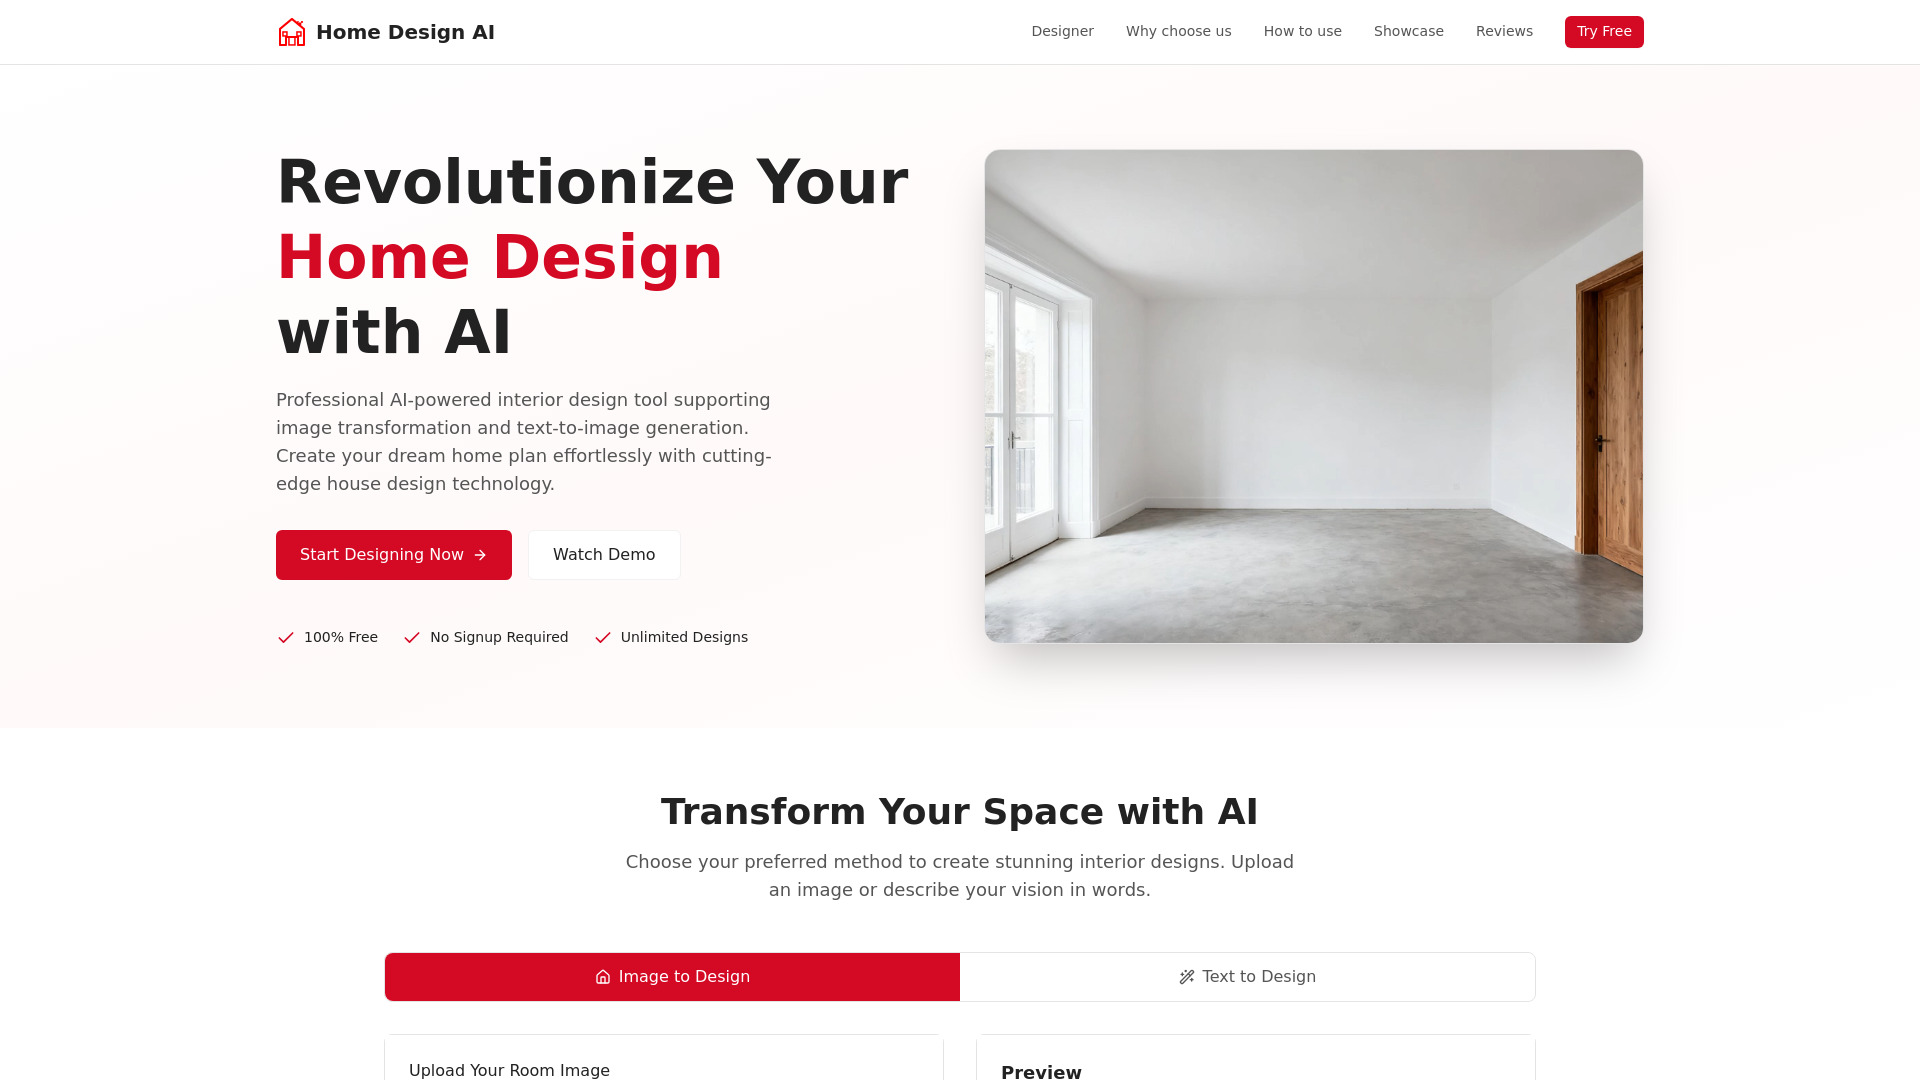 Home Design AI
Designer
Why choose us
How to use
Showcase
Reviews
Try Free
Revolutionize Your
Home Design
with AI
Professional AI-powered interior design tool supporting
image transformation and text-to-image generation.
Create your dream home plan effortlessly with cutting-
edge house design technology.
Start Designing Now
Watch Demo
100% Free
No Signup Required
Unlimited Designs
Transform Your Space with AI
Choose your preferred method to create stunning interior designs. Upload
an image or describe your vision in words.
Image to Design
Text to Design
Upload Your Room Image
Preview